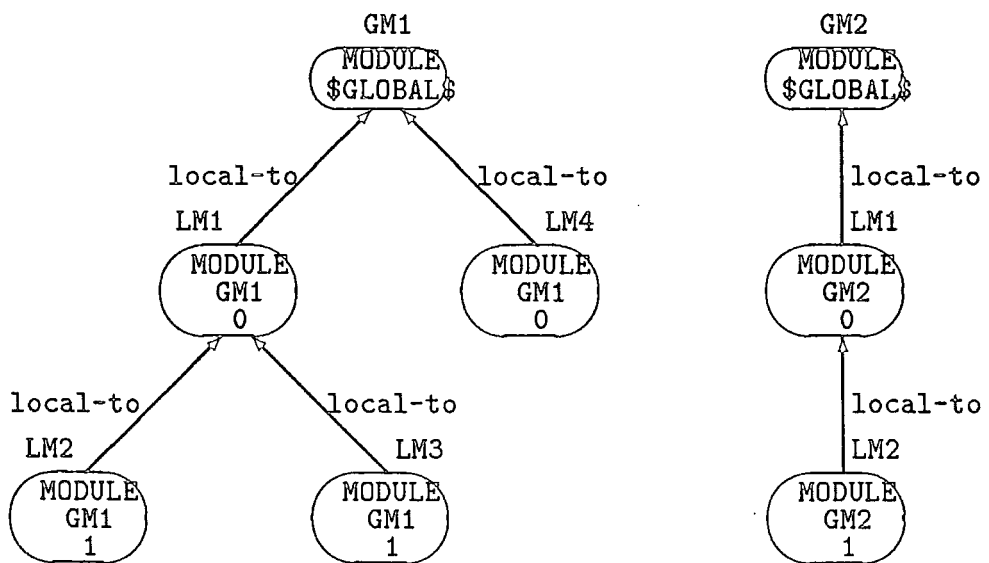 GM1
MODULE
$GLOBAL$
GM2
MODULE
$GLOBAL$
local-to
local-to
local-to
LM1
MODULE
GM1
0
LM4
MODULE
GM1
0
LM1
MODULE
GM2
0
local-to
local-to
local-to
LM2
MODULE
GM1
1
LM3
MODULE
GM1
1
LM2
MODULE
GM2
1